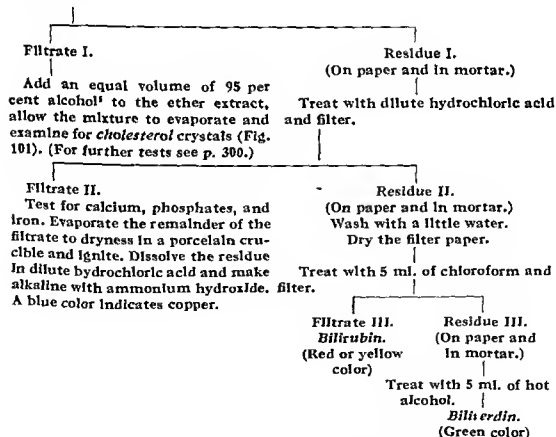 Filtrate I.
Add an equal volume of 95 per
cent alcohol¹ to the ether extract,
allow the mixture to evaporate and
examine for cholesterol crystals (Fig.
101). (For further tests see p. 300.)
Residue I.
(On paper and in mortar.)
Treat with dilute hydrochloric acid
and filter.
Filtrate II.
Test for calcium, phosphates, and
iron. Evaporate the remainder of the
filtrate to dryness in a porcelain cru-
cible and ignite. Dissolve the residue
in dilute hydrochloric acid and make
alkaline with ammonium hydroxide.
A blue color indicates copper.
Residue II.
(On paper and in mortar.)
Wash with a little water.
Dry the filter paper.
Treat with 5 ml. of chloroform and
filter.
Filtrate III.
Bilirubin.
(Red or yellow
color)
Residue III.
(On paper and
in mortar.)
Treat with 5 ml. of hot
alcohol.
Biliverdin.
(Green color)